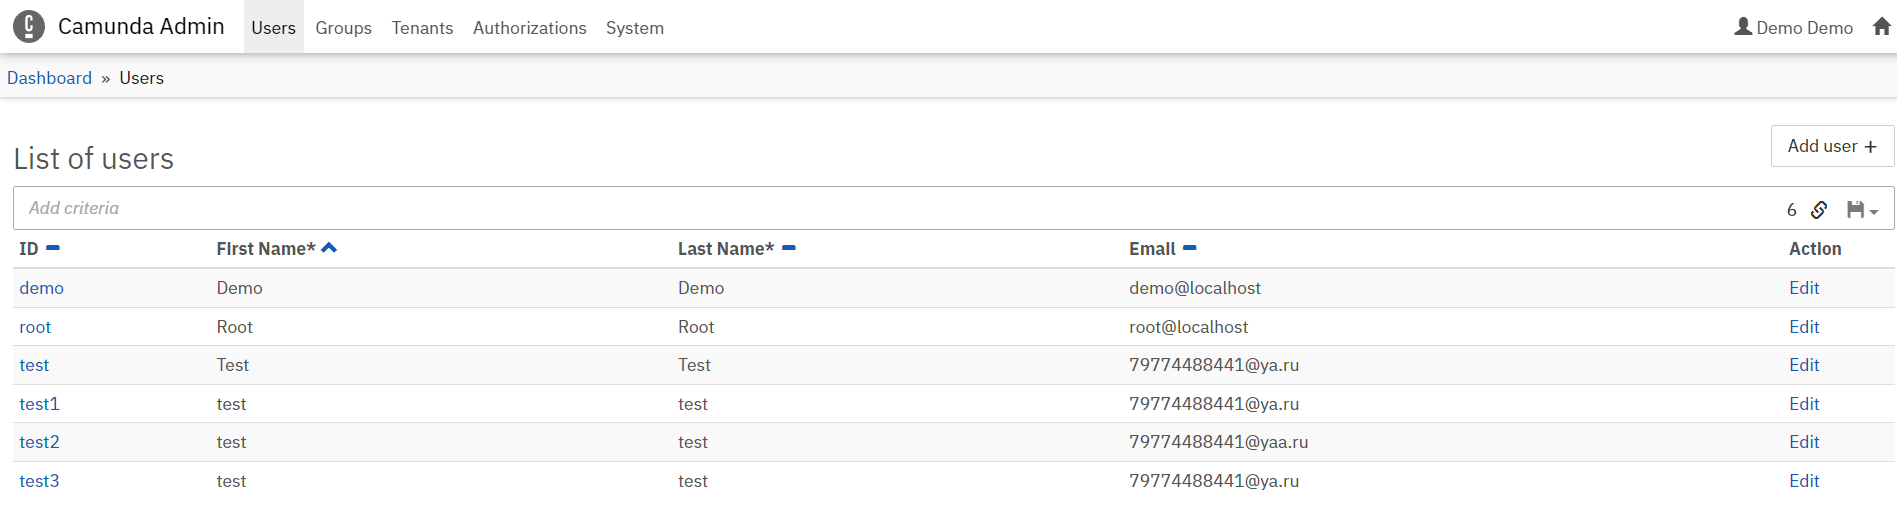 Camunda Admin Users Groups Tenants Authorizations System Demo Demo
Dashboard » Users
List of users
Add user +
Add criteria 6
ID First Name* Last Name* Email Action
demo Demo Demo demo@localhost Edit
root Root Root root@localhost Edit
test Test Test 79774488441@ya.ru Edit
test1 test test 79774488441@ya.ru Edit
test2 test test 79774488441@yaa.ru Edit
test3 test test 79774488441@ya.ru Edit